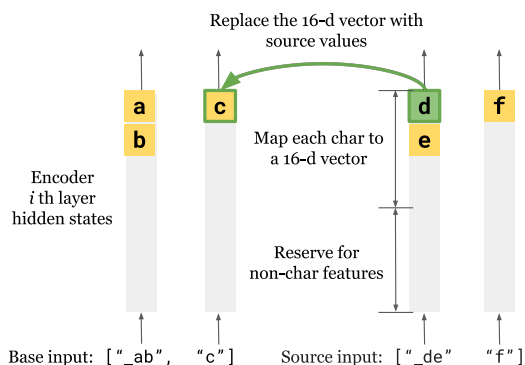 Replace the 16-d vector with
source values
a
c
d
f
b
e
Map each char to
a 16-d vector
Encoder
i th layer
hidden states
Reserve for
non-char features
Base input: ["_ab", "c"]
Source input: ["_de" "f"]